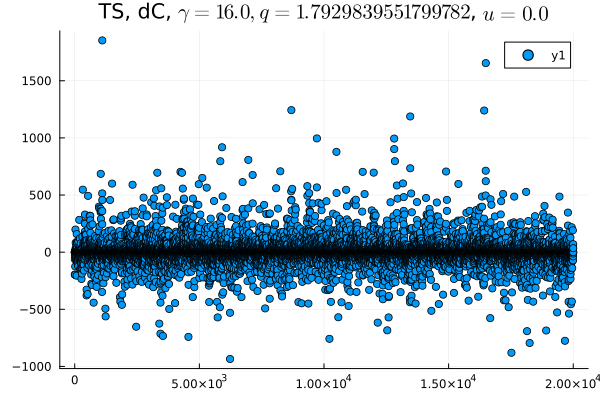 TS, dC, γ = 16.0, q = 1.7929839551799782, u = 0.0
y1
1500
1000
500
0
−500
−1000
0 5.00×10³ 1.00×10⁴ 1.50×10⁴ 2.00×10⁴